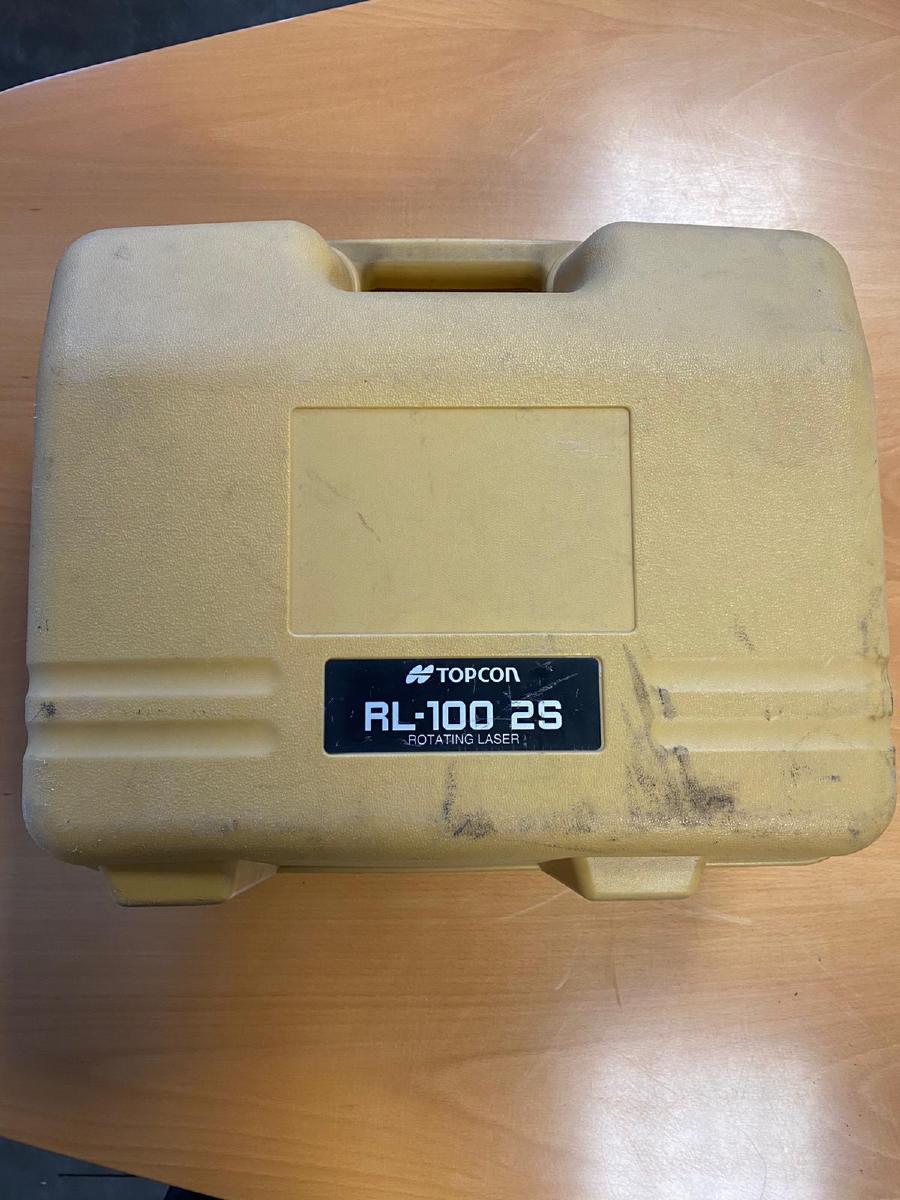 TOPCON
RL-100 2S
ROTATING LASER